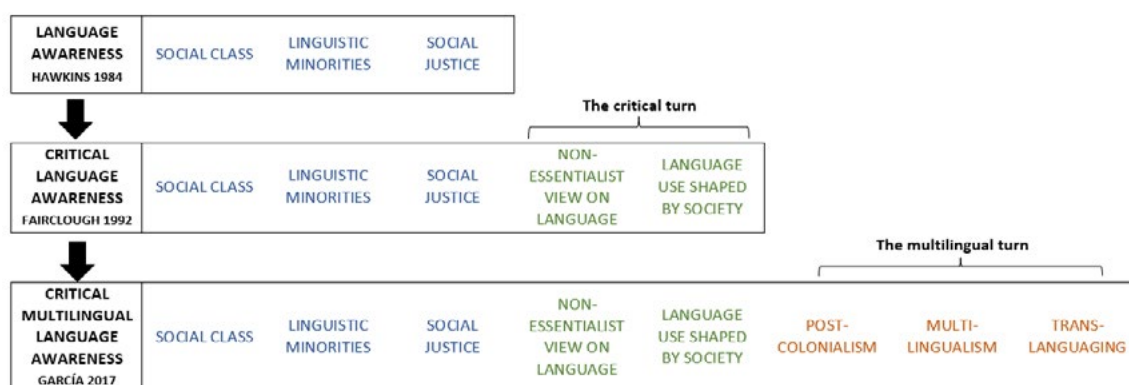 LANGUAGE
AWARENESS
HAWKINS 1984
SOCIAL CLASS
LINGUISTIC
MINORITIES
SOCIAL
JUSTICE
The critical turn
CRITICAL
LANGUAGE
AWARENESS
FAIRCLOUGH 1992
SOCIAL CLASS
LINGUISTIC
MINORITIES
SOCIAL
JUSTICE
NON-
ESSENTIALIST
VIEW ON
LANGUAGE
LANGUAGE
USE SHAPED
BY SOCIETY
The multilingual turn
CRITICAL
MULTILINGUAL
LANGUAGE
AWARENESS
GARCÍA 2017
SOCIAL CLASS
LINGUISTIC
MINORITIES
SOCIAL
JUSTICE
NON-
ESSENTIALIST
VIEW ON
LANGUAGE
LANGUAGE
USE SHAPED
BY SOCIETY
POST-
COLONIALISM
MULTI-
LINGUALISM
TRANS-
LANGUAGING